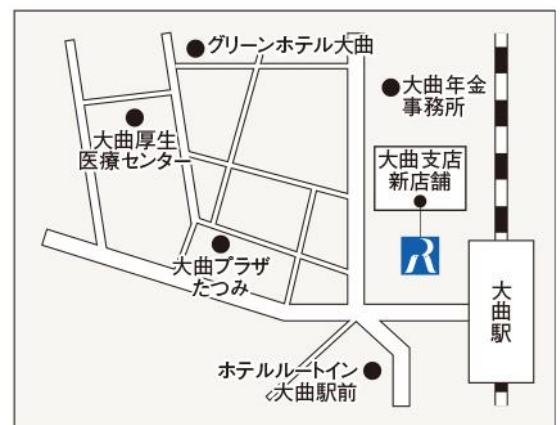 グリーンホテル大曲
大曲年金
事務所
大曲厚生
医療センター
大曲支店
新店舗
大曲プラザ
たつみ
大曲駅
ホテルルートイン
大曲駅前